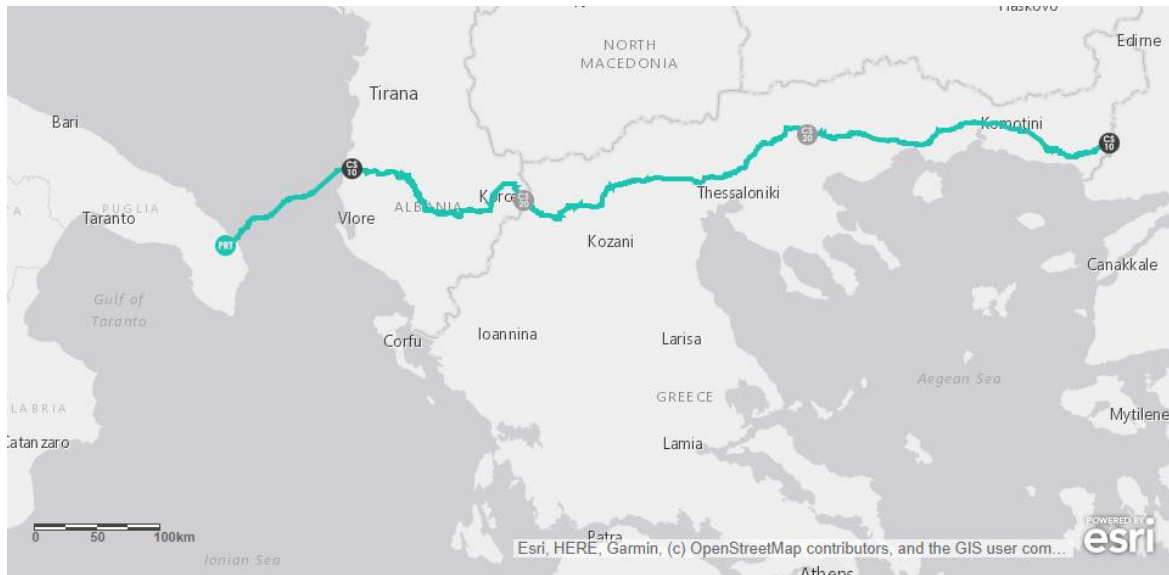 Haskovo
Edirne
NORTH
MACEDONIA
Tirana
Bari
Komotini
CS
20
CS
10
CS
10
Thessaloniki
Korce
CS
20
ALBANIA
PUGLIA
Taranto
Vlore
PRT
Kozani
Canakkale
Gulf of
Taranto
Corfu
Ioannina
Larisa
Aegean Sea
GREECE
LABRIA
Mytilene
Catanzaro
Lamia
0 50 100km
Patra
Ionian Sea
Esri, HERE, Garmin, (c) OpenStreetMap contributors, and the GIS user com...
POWERED BY
esri
Athens